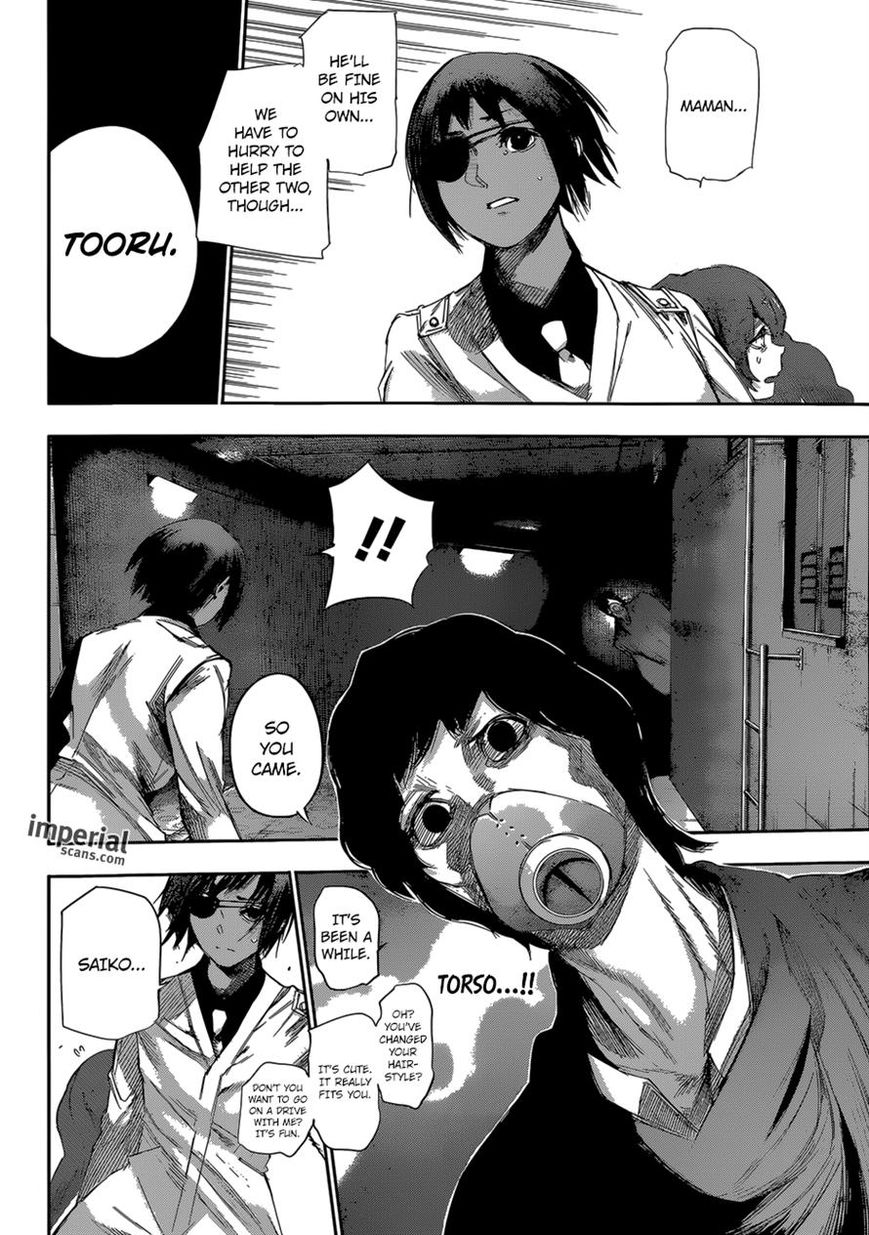 MAMAN...
HE'LL
BE FINE
ON HIS
OWN...
WE
HAVE TO
HURRY TO
HELP THE
OTHER TWO,
THOUGH...
TOORU.
!!
SO
YOU
CAME.
imperial
scans.com
TORSO...!!
IT'S
BEEN A
WHILE.
OH?
YOU'VE
CHANGED
YOUR
HAIR-
STYLE?
IT'S CUTE.
IT REALLY
FITS YOU.
DON'T YOU
WANT TO GO
ON A DRIVE
WITH ME?
IT'S FUN.
SAIKO...